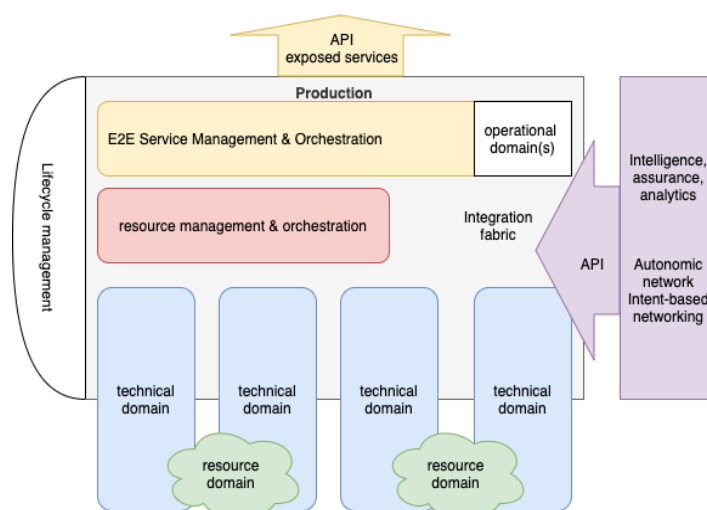 API
exposed services
Production
E2E Service Management & Orchestration
operational
domain(s)
Lifecycle management
resource management & orchestration
Integration
fabric
API
Intelligence,
assurance,
analytics
Autonomic
network
Intent-based
networking
technical
domain
technical
domain
technical
domain
technical
domain
resource
domain
resource
domain